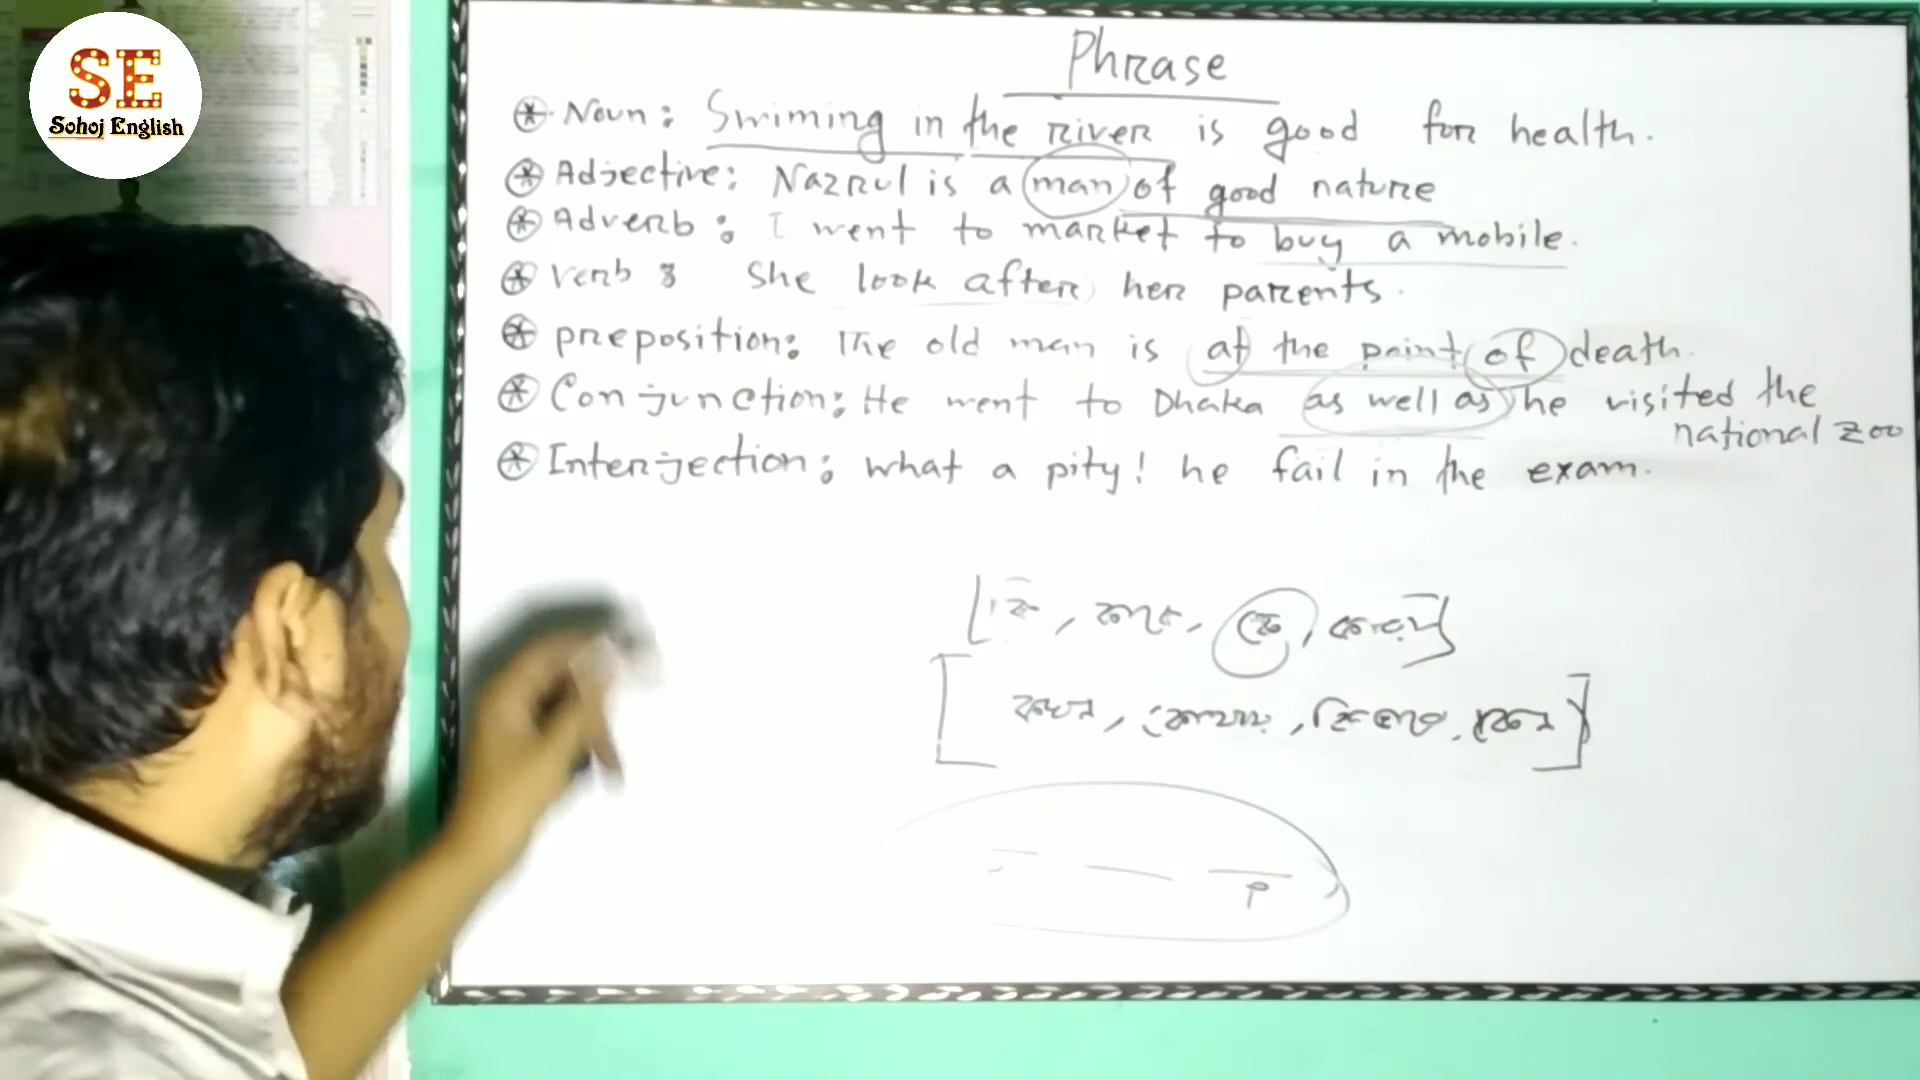 SE
Sohoj English
Phrase
Noun: Swiming in the river is good for health.
Adjective: Nazrul is a man of good nature
Adverb: I went to market to buy a mobile.
Verb: She look after her parents.
preposition: The old man is at the point of death.
Conjunction: He went to Dhaka as well as he visited the
national zoo
Interjection: what a pity! he fail in the exam.
কি, কাকে,
কখন, কোথায়,
P